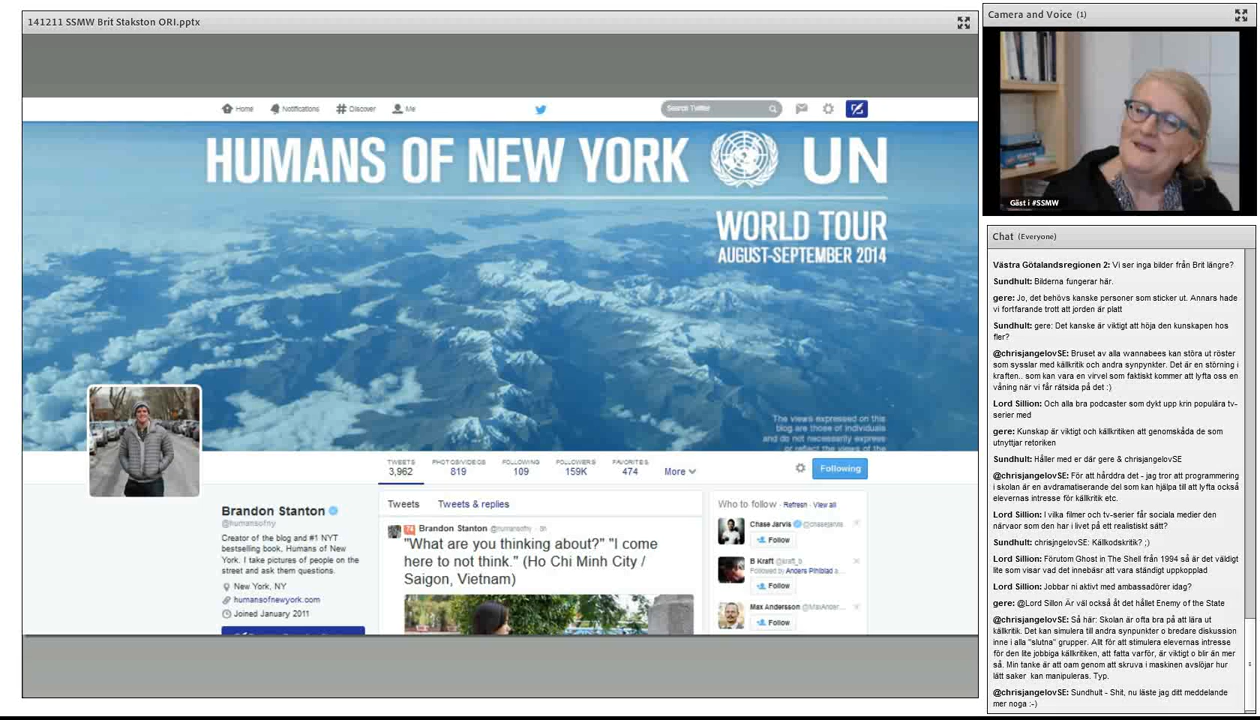 141211 SSMW Brit Stakston ORI.pptx
Home
Notifications
Discover
Me
Search Twitter
HUMANS OF NEW YORK UN
WORLD TOUR
AUGUST-SEPTEMBER 2014
The views expressed on this
blog are those of individuals
and do not necessarily express
or reflect the views of the
TWEETS
3,962
PHOTOS/VIDEOS
819
FOLLOWING
109
FOLLOWERS
159K
FAVORITES
474
More
Following
Brandon Stanton
@humansofny
Creator of the blog and #1 NYT
bestselling book, Humans of New
York. I take pictures of people on the
street and ask them questions.
New York, NY
humansofnewyork.com
Joined January 2011
Tweets
Tweets & replies
Brandon Stanton @humansofny
"What are you thinking about?" "I come
here to not think." (Ho Chi Minh City /
Saigon, Vietnam)
Who to follow · Refresh · View all
Chase Jarvis @chasejarvis
Follow
B Kraft @kraft_b
Followed by Anders Pihlblad a...
Follow
Max Andersson @MaxAnder...
Follow
Camera and Voice (1)
Gäst i #SSMW
Chat (Everyone)
Västra Götalandsregionen 2: Vi ser inga bilder från Brit längre?
Sundhult: Bilderna fungerar här.
gere: Jo, det behövs kanske personer som sticker ut. Annars hade
vi fortfarande trott att jorden är platt
Sundhult: gere: Det kanske är viktigt att höja den kunskapen hos
fler?
@chrisjangelovSE: Bruset av alla wannabees kan störa ut röster
som sysslar med källkritik och andra synpynkter. Det är en störning i
kraften.. som kan vara en virvel som faktiskt kommer att lyfta oss en
våning när vi får rätsida på det :)
Lord Sillion: Och alla bra podcaster som dykt upp krin populära tv-
serier med
gere: Kunskap är viktigt och källkritiken att genomskåda de som
utnyttjar retoriken
Sundhult: Håller med er där gere & chrisjangelovSE
@chrisjangelovSE: För att hårddra det - jag tror att programmering
i skolan är en avdramatiserande del som kan hjälpa till att lyfta också
elevernas intresse för källkritik etc.
Lord Sillion: I vilka filmer och tv-serier får sociala medier den
närvaor som den har i livet på ett realistiskt sätt?
Sundhult: chrisjngelovSE: Källkodskritik? ;)
Lord Sillion: Förutom Ghost in The Shell från 1994 så är det väldigt
lite som visar vad det innebär att vara ständigt uppkopplad
Lord Sillion: Jobbar ni aktivt med ambassadörer idag?
gere: @Lord Sillon Är väl också åt det hållet Enemy of the State
@chrisjangelovSE: Så här: Skolan är ofta bra på att lära ut
källkritik. Det kan simulera till andra synpunkter o bredare diskussion
inne i alla "slutna" grupper. Allt för att stimulera elevernas intresse
för den lite jobbiga källkritiken, att fatta varför, är viktigt o blir än mer
så. Min tanke är att oam genom att skruva i maskinen avslöjar hur
lätt saker kan manipuleras. Typ.
@chrisjangelovSE: Sundhult - Shit, nu läste jag ditt meddelande
mer noga :-)